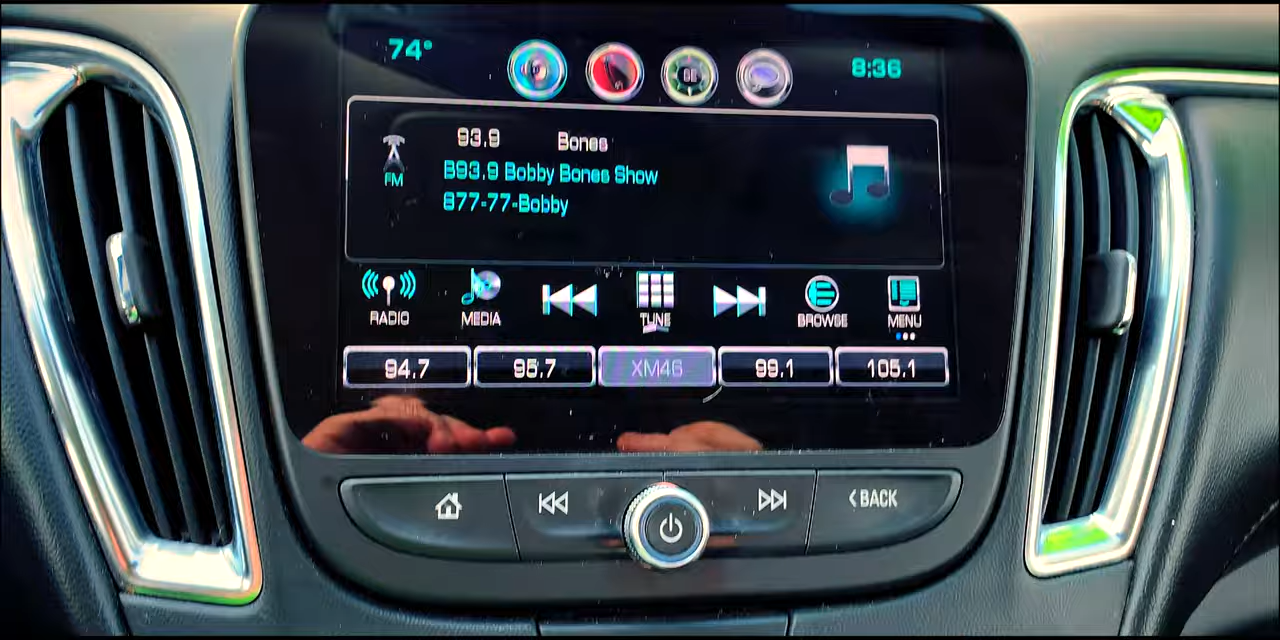 74°
8:36
93.9 Bones
FM
B93.9 Bobby Bones Show
877-77-Bobby
RADIO
MEDIA
TUNE
BROWSE
MENU
94.7
95.7
XM46
99.1
105.1
BACK